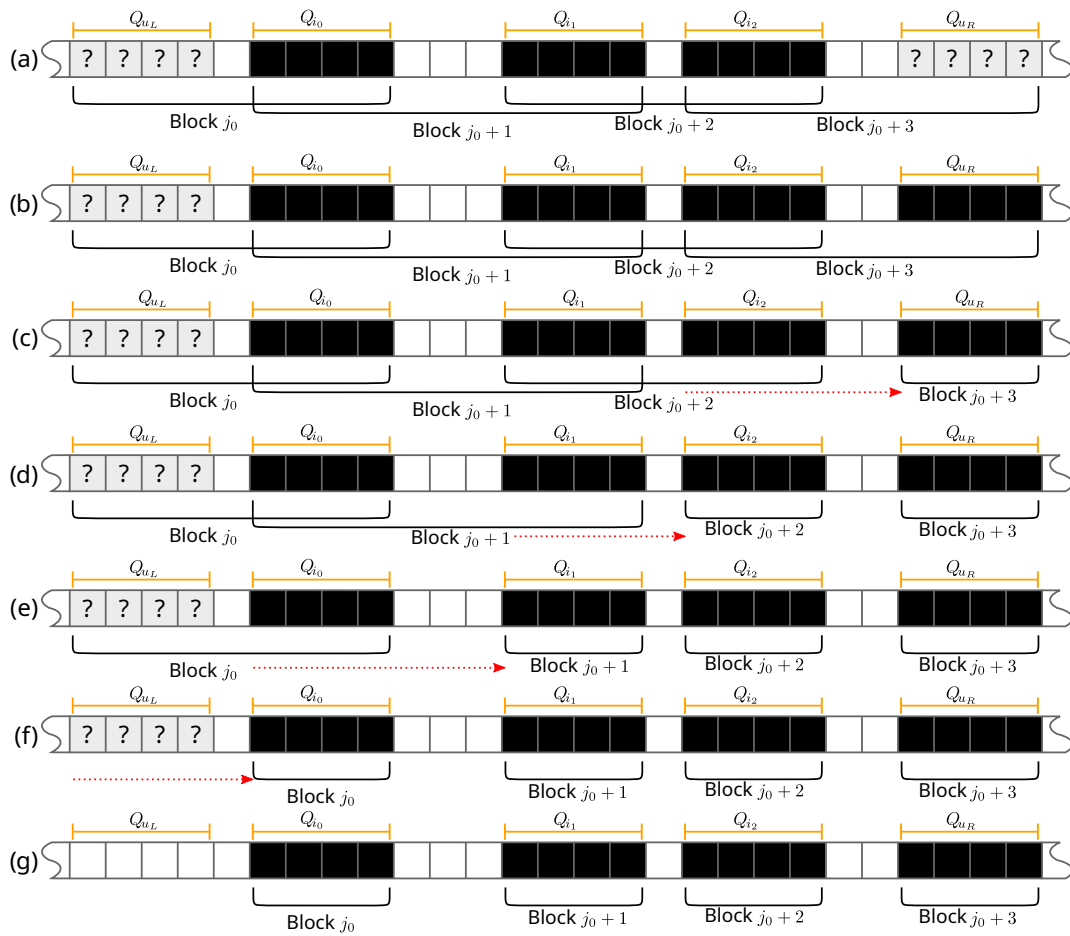 Q_{u_L} Q_{i_0} Q_{i_1} Q_{i_2} Q_{u_R}
(a) ? ? ? ? ? ? ? ?
Block j_0 Block j_0 + 1 Block j_0 + 2 Block j_0 + 3
Q_{u_L} Q_{i_0} Q_{i_1} Q_{i_2} Q_{u_R}
(b) ? ? ? ?
Block j_0 Block j_0 + 1 Block j_0 + 2 Block j_0 + 3
Q_{u_L} Q_{i_0} Q_{i_1} Q_{i_2} Q_{u_R}
(c) ? ? ? ?
Block j_0 Block j_0 + 1 Block j_0 + 2 Block j_0 + 3
Q_{u_L} Q_{i_0} Q_{i_1} Q_{i_2} Q_{u_R}
(d) ? ? ? ?
Block j_0 Block j_0 + 1 Block j_0 + 2 Block j_0 + 3
Q_{u_L} Q_{i_0} Q_{i_1} Q_{i_2} Q_{u_R}
(e) ? ? ? ?
Block j_0 Block j_0 + 1 Block j_0 + 2 Block j_0 + 3
Q_{u_L} Q_{i_0} Q_{i_1} Q_{i_2} Q_{u_R}
(f) ? ? ? ?
Block j_0 Block j_0 + 1 Block j_0 + 2 Block j_0 + 3
Q_{u_L} Q_{i_0} Q_{i_1} Q_{i_2} Q_{u_R}
(g)
Block j_0 Block j_0 + 1 Block j_0 + 2 Block j_0 + 3